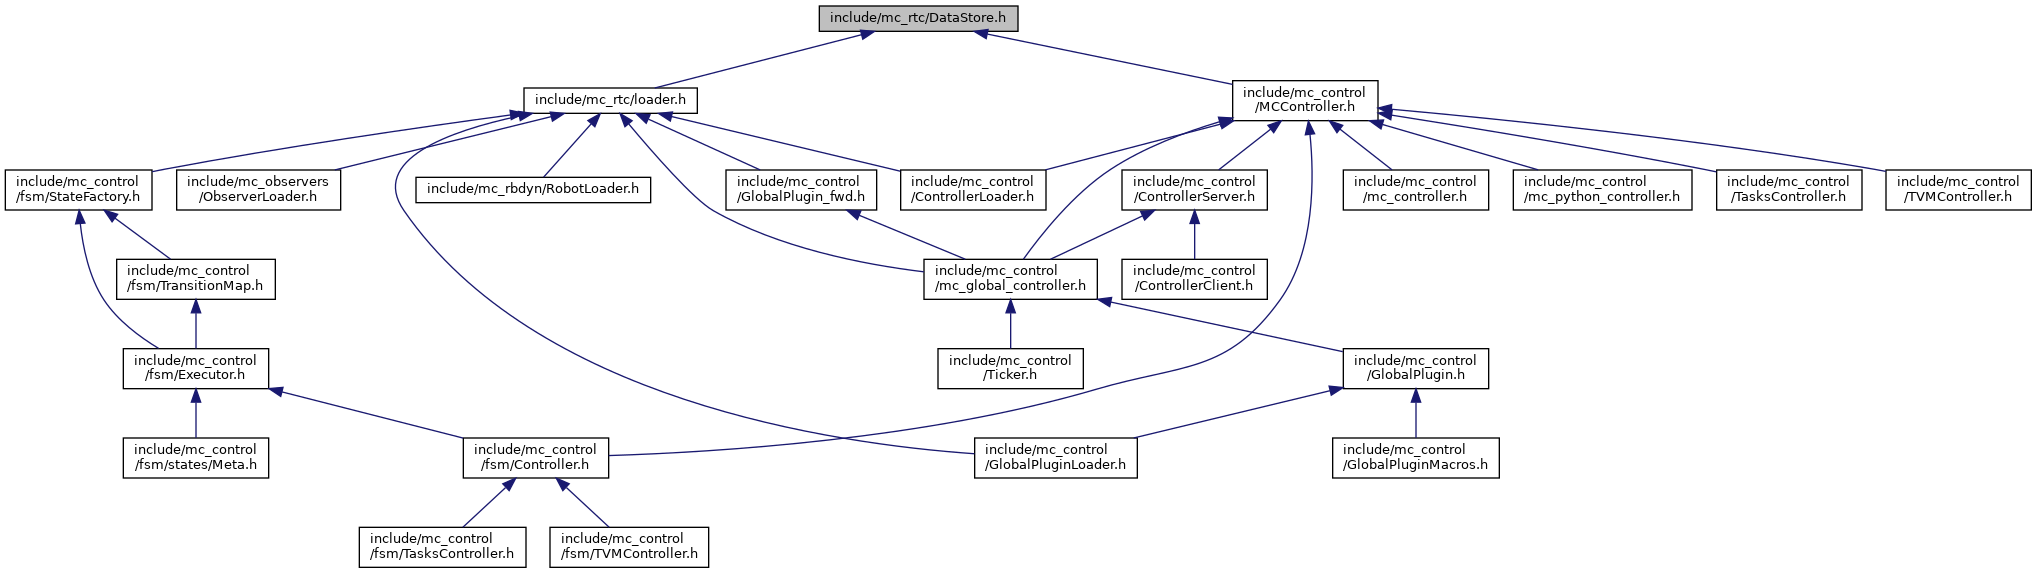 include/mc_rtc/DataStore.h
include/mc_rtc/loader.h
include/mc_control
/MCController.h
include/mc_control
/fsm/StateFactory.h
include/mc_observers
/ObserverLoader.h
include/mc_rbdyn/RobotLoader.h
include/mc_control
/GlobalPlugin_fwd.h
include/mc_control
/ControllerLoader.h
include/mc_control
/ControllerServer.h
include/mc_control
/mc_controller.h
include/mc_control
/mc_python_controller.h
include/mc_control
/TasksController.h
include/mc_control
/TVMController.h
include/mc_control
/fsm/TransitionMap.h
include/mc_control
/mc_global_controller.h
include/mc_control
/ControllerClient.h
include/mc_control
/fsm/Executor.h
include/mc_control
/Ticker.h
include/mc_control
/GlobalPlugin.h
include/mc_control
/fsm/states/Meta.h
include/mc_control
/fsm/Controller.h
include/mc_control
/GlobalPluginLoader.h
include/mc_control
/GlobalPluginMacros.h
include/mc_control
/fsm/TasksController.h
include/mc_control
/fsm/TVMController.h